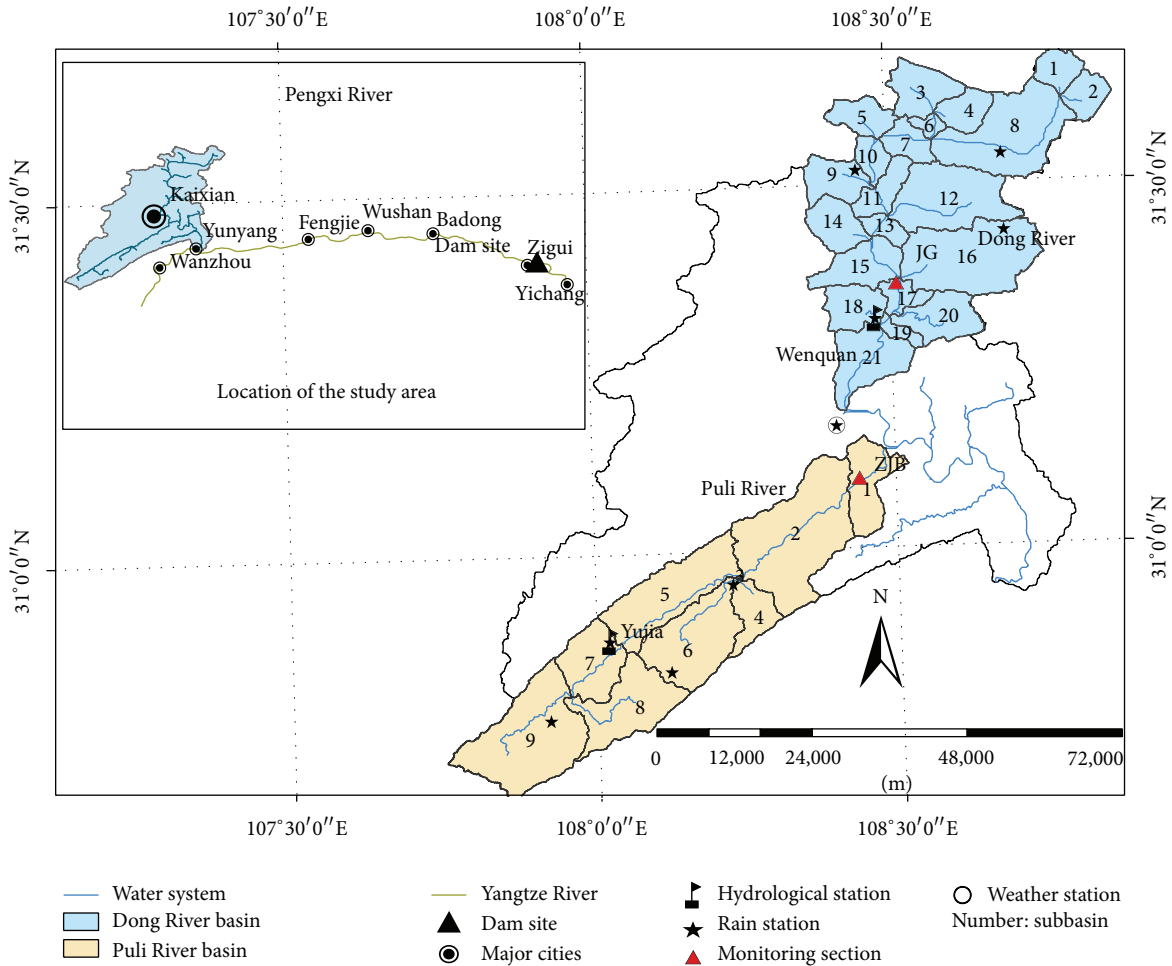 107°30′0″E
108°0′0″E
108°30′0″E
31°30′0″N
31°0′0″N
31°30′0″N
31°0′0″N
Pengxi River
Kaixian
Yunyang
Wanzhou
Fengjie
Wushan
Badong
Dam site
Zigui
Yichang
Location of the study area
1
2
3
4
8
5
6
7
10
9
11
12
14
13
Dong River
15
JG
16
17
18
20
19
Wenquan
21
ZJB
1
Puli River
2
3
5
4
Yujia
6
7
8
9
N
0
12,000
24,000
48,000
72,000
(m)
107°30′0″E
108°0′0″E
108°30′0″E
Water system
Dong River basin
Puli River basin
Yangtze River
Dam site
Major cities
Hydrological station
Rain station
Monitoring section
Weather station
Number: subbasin